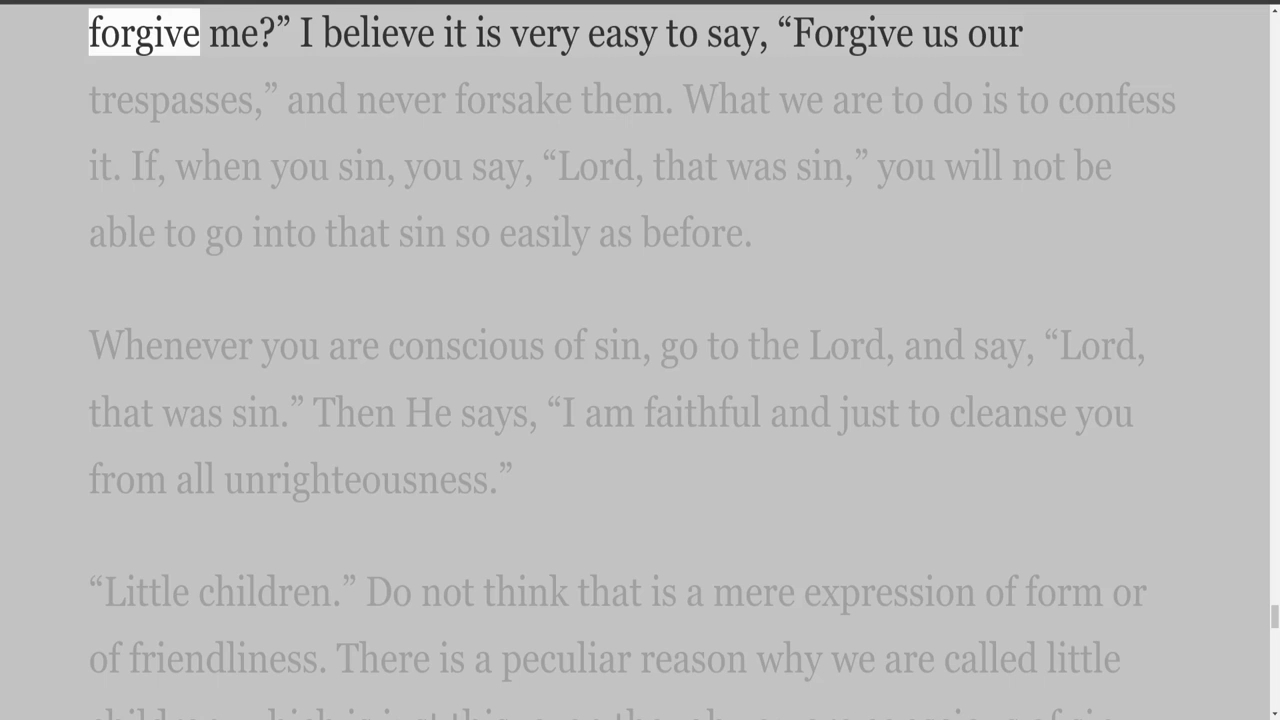 forgive me?” I believe it is very easy to say, “Forgive us our
trespasses,” and never forsake them. What we are to do is to confess
it. If, when you sin, you say, “Lord, that was sin,” you will not be
able to go into that sin so easily as before.
Whenever you are conscious of sin, go to the Lord, and say, “Lord,
that was sin.” Then He says, “I am faithful and just to cleanse you
from all unrighteousness.”
“Little children.” Do not think that is a mere expression of form or
of friendliness. There is a peculiar reason why we are called little